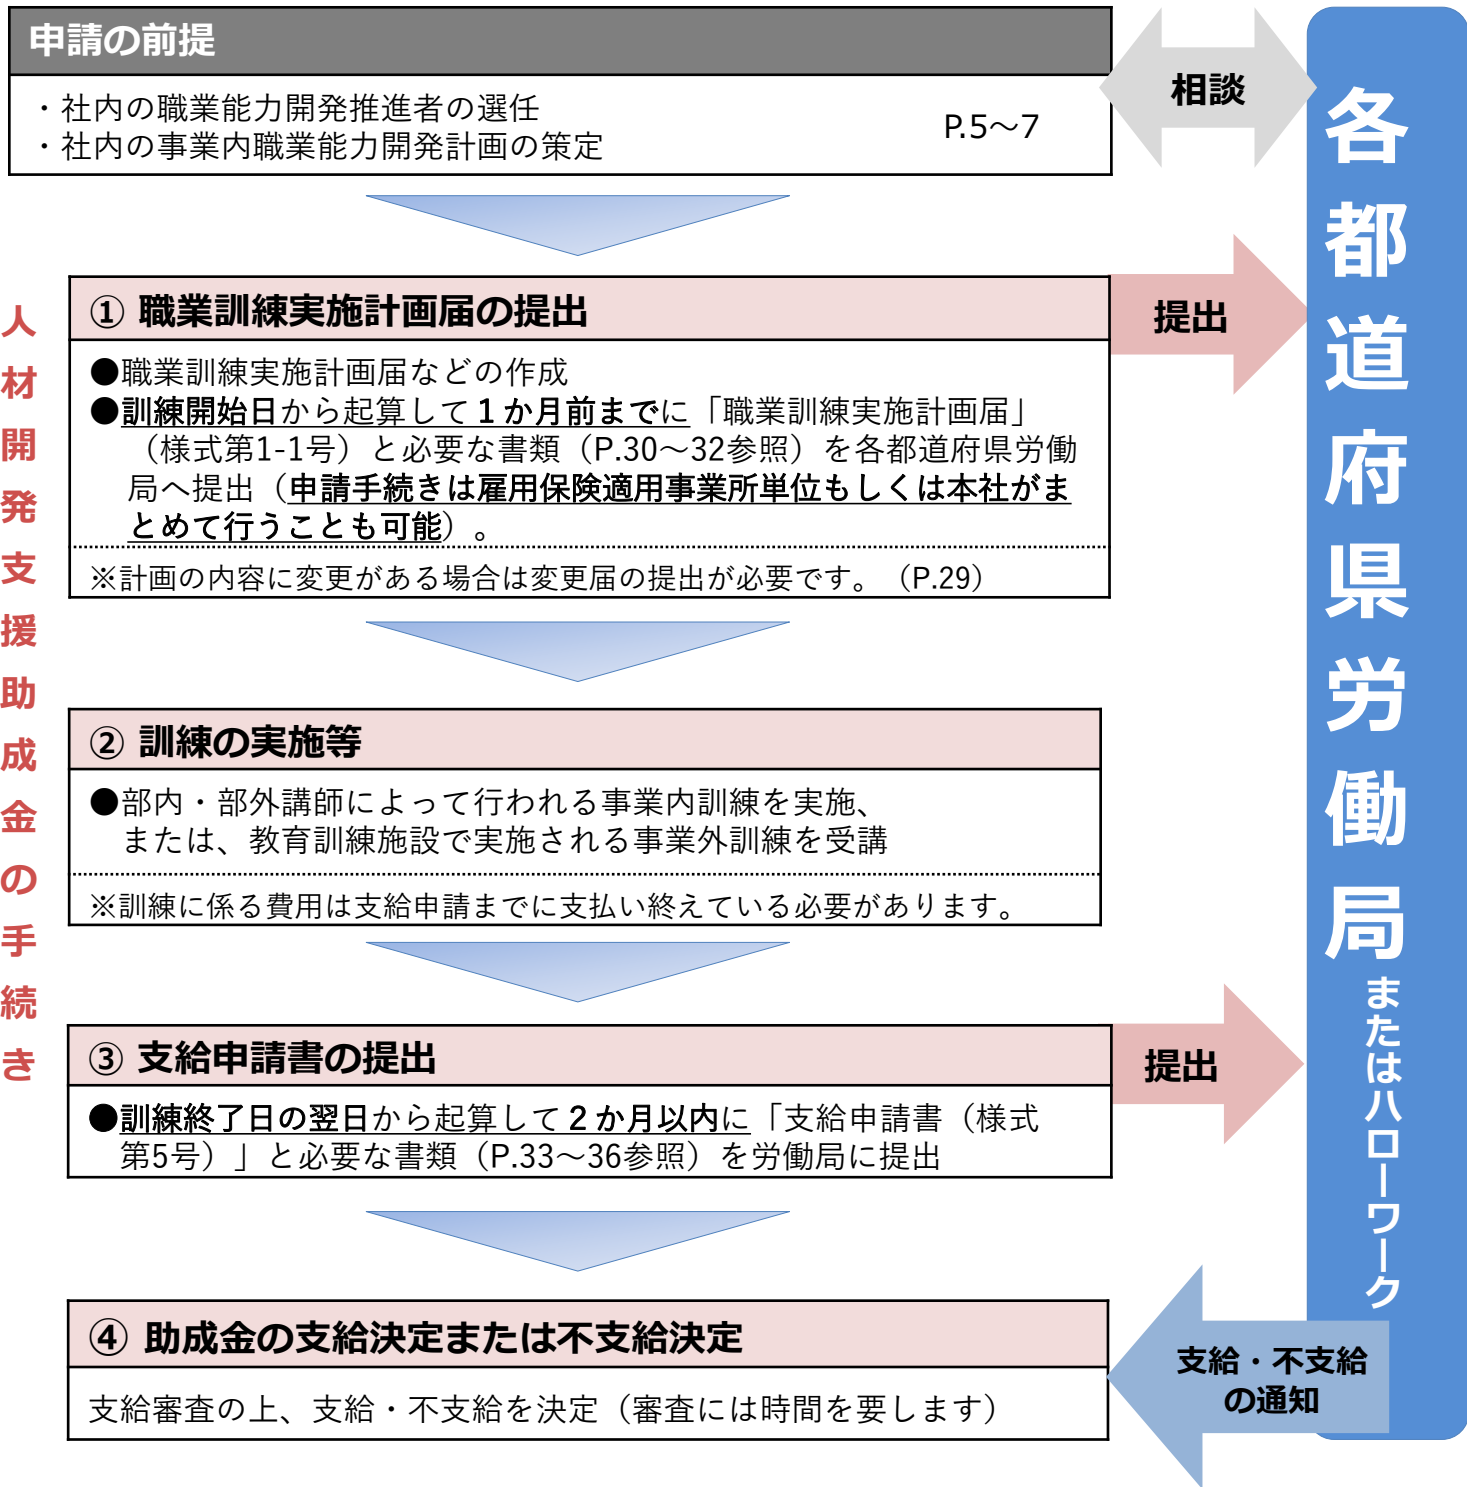 申請の前提
・社内の職業能力開発推進者の選任
・社内の事業内職業能力開発計画の策定
P.5～7
相談
人材開発支援助成金の手続き
① 職業訓練実施計画届の提出
●職業訓練実施計画届などの作成
●訓練開始日から起算して１か月前までに「職業訓練実施計画届」
（様式第1-1号）と必要な書類（P.30～32参照）を各都道府県労働
局へ提出（申請手続きは雇用保険適用事業所単位もしくは本社がま
とめて行うことも可能）。
※計画の内容に変更がある場合は変更届の提出が必要です。（P.29）
提出
② 訓練の実施等
●部内・部外講師によって行われる事業内訓練を実施、
または、教育訓練施設で実施される事業外訓練を受講
※訓練に係る費用は支給申請までに支払い終えている必要があります。
③ 支給申請書の提出
●訓練終了日の翌日から起算して２か月以内に「支給申請書（様式
第5号）」と必要な書類（P.33～36参照）を労働局に提出
提出
④ 助成金の支給決定または不支給決定
支給審査の上、支給・不支給を決定（審査には時間を要します）
支給・不支給
の通知
各都道府県労働局またはハローワーク